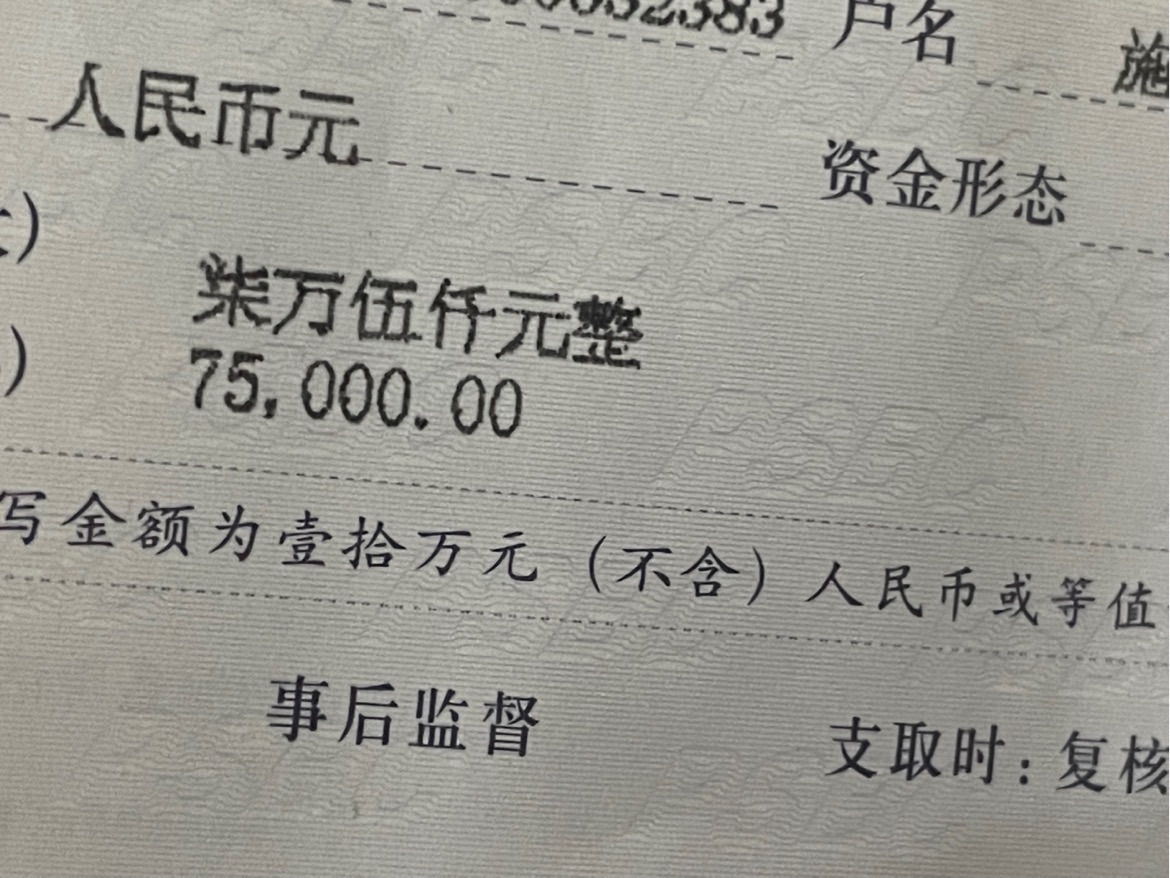 户名 施
人民币元 资金形态
)
柒万伍仟元整
)
75,000.00
写金额为壹拾万元（不含）人民币或等值
事后监督 支取时：复核